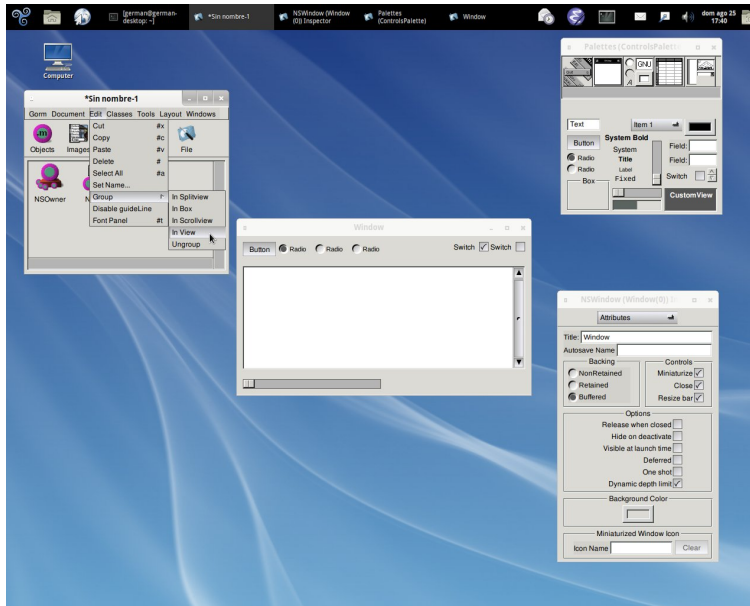 [german@german-desktop: ~]
*Sin nombre-1
NSWindow (Window (0)) Inspector
Palettes (ControlsPalette)
Window
dom ago 25
17:40
Computer
*Sin nombre-1
Gorm Document Edit Classes Tools Layout Windows
Objects
Images
File
Cut #x
Copy #c
Paste #v
Delete #
Select All #a
Set Name...
Group r
Disable guideLine
Font Panel #t
In Splitview
In Box
In Scrollview
In View
Ungroup
NSOwner
Window
Button Radio Radio Radio Switch Switch
Palettes (ControlsPalette)
GNU
Text
Item 1
Button
System Bold
System
Title
Label
Fixed
Radio
Radio
Box
Field:
Field:
Switch
CustomView
NSWindow (Window(0))
Attributes
Title: Window
Autosave Name
Backing
NonRetained
Retained
Buffered
Controls
Miniaturize
Close
Resize bar
Options
Release when closed
Hide on deactivate
Visible at launch time
Deferred
One shot
Dynamic depth limit
Background Color
Miniaturized Window Icon
Icon Name
Clear